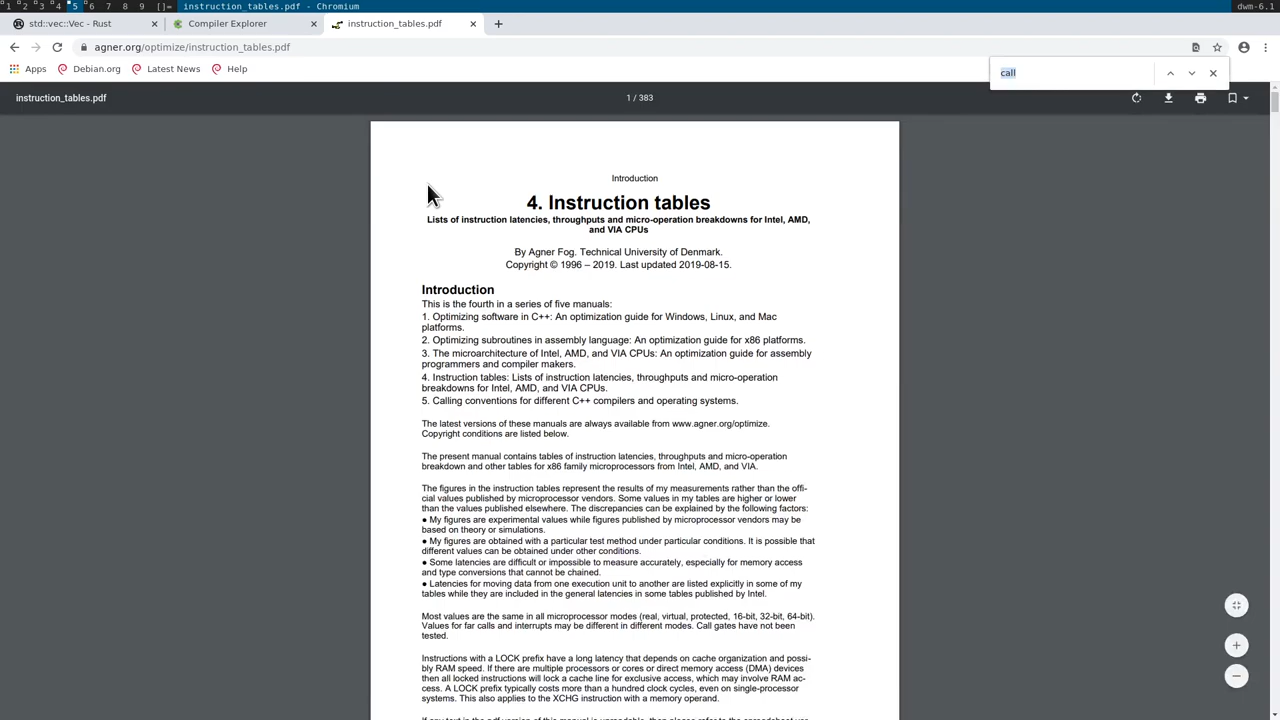 1 2 3 4 5 6 7 8 9 []= instruction_tables.pdf - Chromium dwm-6.1
std::vec::Vec - Rust Compiler Explorer instruction_tables.pdf
agner.org/optimize/instruction_tables.pdf
Apps Debian.org Latest News Help
call
instruction_tables.pdf 1 / 383
Introduction
4. Instruction tables
Lists of instruction latencies, throughputs and micro-operation breakdowns for Intel, AMD,
and VIA CPUs
By Agner Fog. Technical University of Denmark.
Copyright © 1996 – 2019. Last updated 2019-08-15.
Introduction
This is the fourth in a series of five manuals:
1. Optimizing software in C++: An optimization guide for Windows, Linux, and Mac
platforms.
2. Optimizing subroutines in assembly language: An optimization guide for x86 platforms.
3. The microarchitecture of Intel, AMD, and VIA CPUs: An optimization guide for assembly
programmers and compiler makers.
4. Instruction tables: Lists of instruction latencies, throughputs and micro-operation
breakdowns for Intel, AMD, and VIA CPUs.
5. Calling conventions for different C++ compilers and operating systems.
The latest versions of these manuals are always available from www.agner.org/optimize.
Copyright conditions are listed below.
The present manual contains tables of instruction latencies, throughputs and micro-operation
breakdown and other tables for x86 family microprocessors from Intel, AMD, and VIA.
The figures in the instruction tables represent the results of my measurements rather than the offi-
cial values published by microprocessor vendors. Some values in my tables are higher or lower
than the values published elsewhere. The discrepancies can be explained by the following factors:
● My figures are experimental values while figures published by microprocessor vendors may be
based on theory or simulations.
● My figures are obtained with a particular test method under particular conditions. It is possible that
different values can be obtained under other conditions.
● Some latencies are difficult or impossible to measure accurately, especially for memory access
and type conversions that cannot be chained.
● Latencies for moving data from one execution unit to another are listed explicitly in some of my
tables while they are included in the general latencies in some tables published by Intel.
Most values are the same in all microprocessor modes (real, virtual, protected, 16-bit, 32-bit, 64-bit).
Values for far calls and interrupts may be different in different modes. Call gates have not been
tested.
Instructions with a LOCK prefix have a long latency that depends on cache organization and possi-
bly RAM speed. If there are multiple processors or cores or direct memory access (DMA) devices
then all locked instructions will lock a cache line for exclusive access, which may involve RAM ac-
cess. A LOCK prefix typically costs more than a hundred clock cycles, even on single-processor
systems. This also applies to the XCHG instruction with a memory operand.